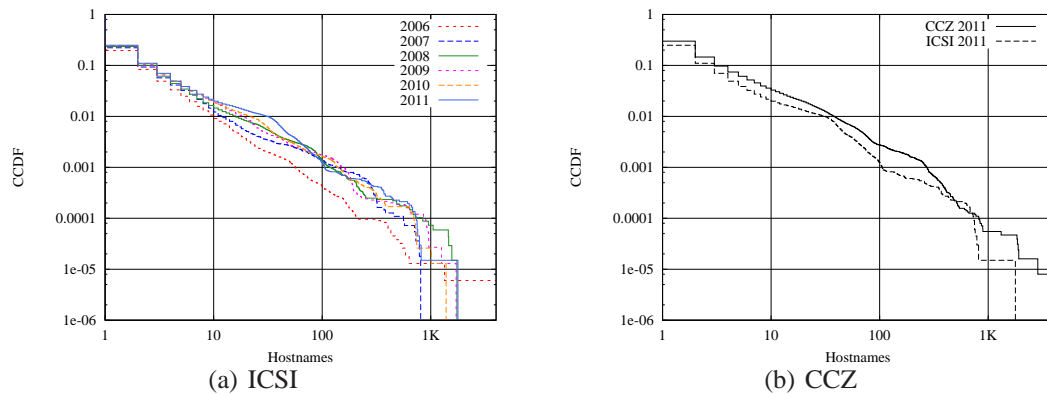 1
0.1
0.01
0.001
0.0001
1e-05
1e-06
CCDF
1
10
100
1K
Hostnames
2006
2007
2008
2009
2010
2011
(a) ICSI
1
0.1
0.01
0.001
0.0001
1e-05
1e-06
CCDF
1
10
100
1K
Hostnames
CCZ 2011
ICSI 2011
(b) CCZ